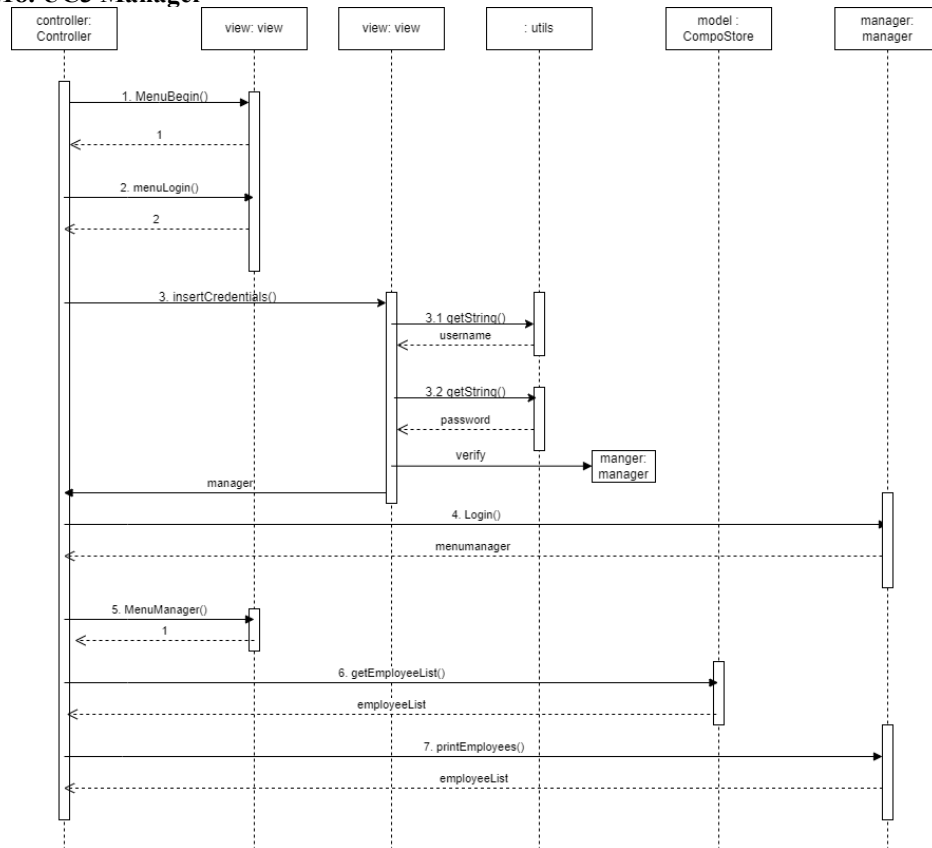 controller:
Controller
view: view
view: view
: utils
model :
CompoStore
manager:
manager
1. MenuBegin()
1
2. menuLogin()
2
3. insertCredentials()
3.1 getString()
username
3.2 getString()
password
verify
manger:
manager
manager
4. Login()
menumanager
5. MenuManager()
1
6. getEmployeeList()
employeeList
7. printEmployees()
employeeList